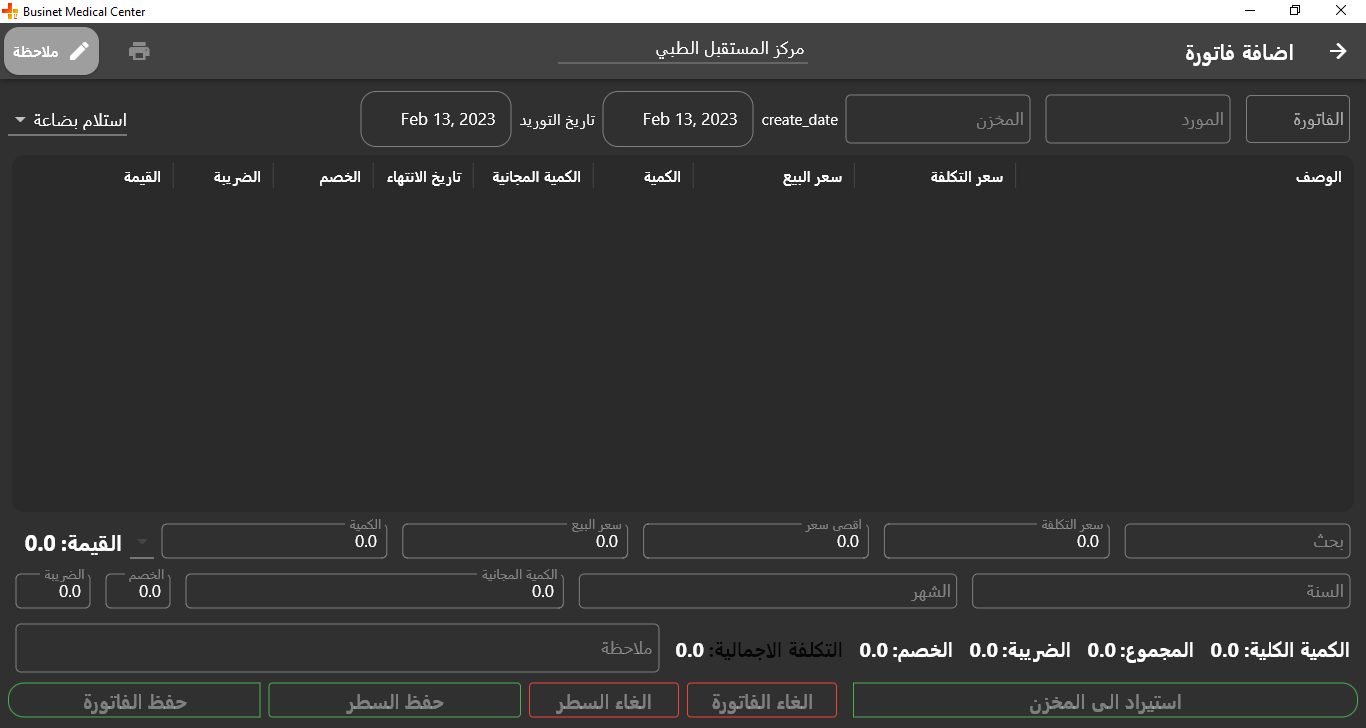 Businet Medical Center
اضافة فاتورة
مركز المستقبل الطبي
ملاحظة
الفاتورة
المورد
المخزن
create_date
Feb 13, 2023
تاريخ التوريد
Feb 13, 2023
استلام بضاعة
الوصف سعر التكلفة سعر البيع الكمية الكمية المجانية تاريخ الانتهاء الخصم الضريبة القيمة
بحث
سعر التكلفة
0.0
اقصى سعر
0.0
سعر البيع
0.0
الكمية
0.0
القيمة: 0.0
السنة
الشهر
الكمية المجانية
0.0
الخصم
0.0
الضريبة
0.0
الكمية الكلية: 0.0 المجموع: 0.0 الضريبة: 0.0 الخصم: 0.0 التكلفة الاجمالية: 0.0
ملاحظة
استيراد الى المخزن
الغاء الفاتورة
الغاء السطر
حفظ السطر
حفظ الفاتورة